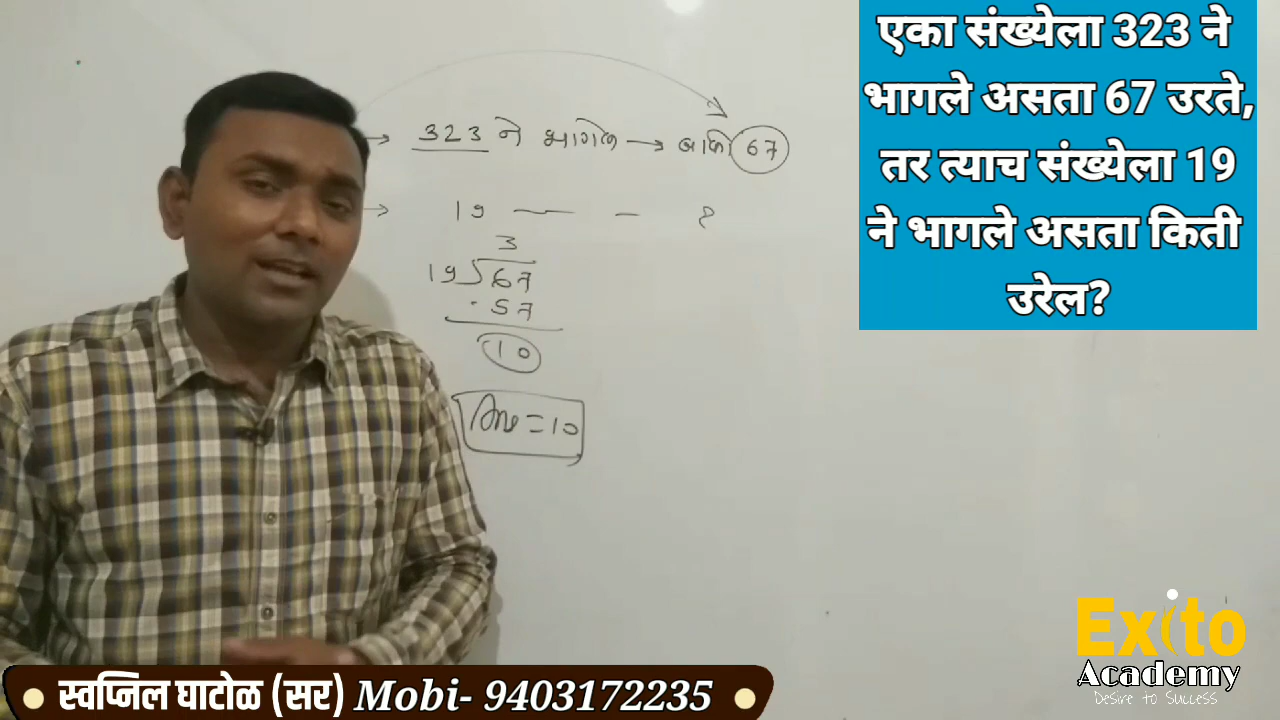 एका संख्येला 323 ने
भागले असता 67 उरते,
तर त्याच संख्येला 19
ने भागले असता किती
उरेल?
→ 323 ने भागले → बाकी 67
→ 19 — – ?
3
19 67
57
10
Ans = 10
Exito
Academy
Desire to Success
स्वप्निल घाटोळ (सर) Mobi- 9403172235